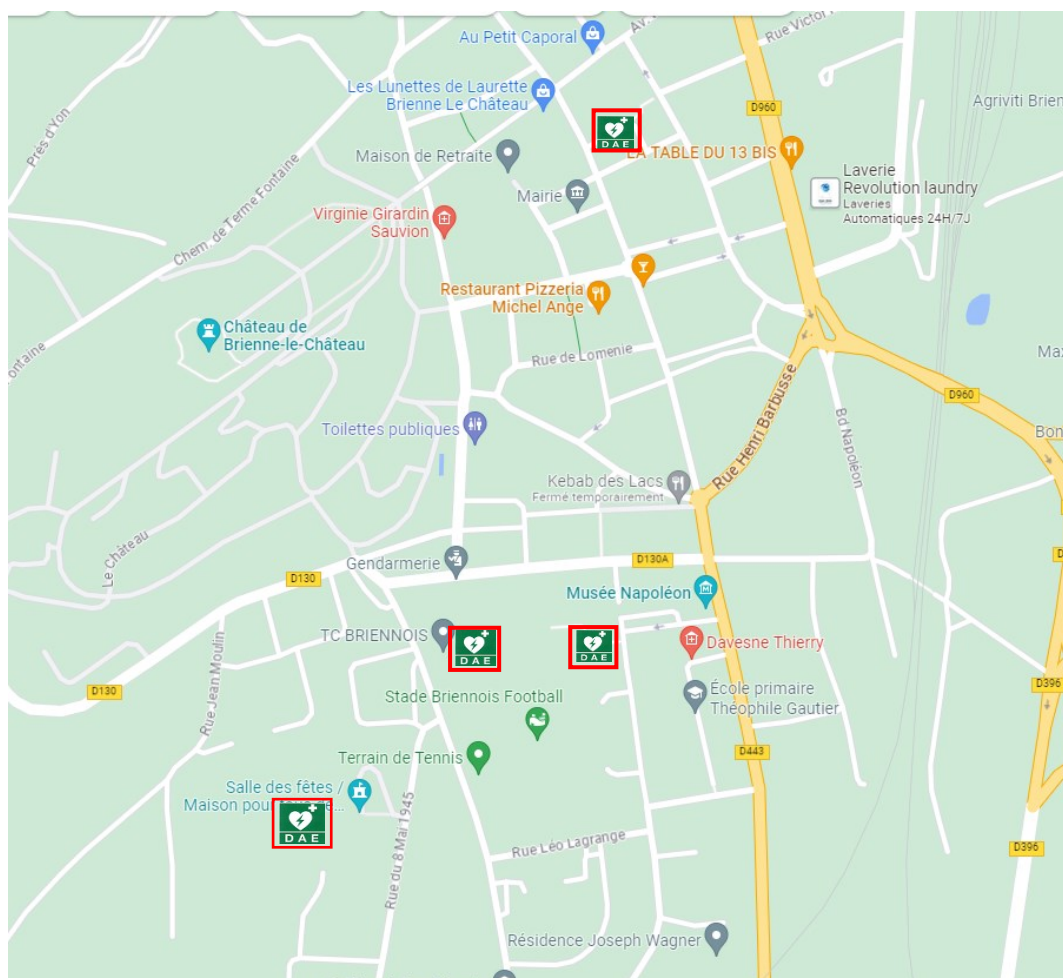 Au Petit Caporal
Av.
Rue Victor
Prés d'Yon
Les Lunettes de Laurette
Brienne Le Château
D960
Agriviti Brien
DAE
Maison de Retraite
LA TABLE DU 13 BIS
Chem. de Terme Fontaine
Mairie
Laverie
Revolution laundry
Laveries
Automatiques 24H/7J
Virginie Girardin
Sauvion
Restaurant Pizzeria
Michel Ange
Château de
Brienne-le-Château
Rue de Lomenie
ontaine
Ma
Rue Henri Barbusse
D960
Bd Napoléon
Toilettes publiques
Bon
Kebab des Lacs
Fermé temporairement
Le Château
Gendarmerie
D130A
D130
Musée Napoléon
TC BRIENNOIS
DAE
DAE
Davesne Thierry
Rue Jean Moulin
D130
Stade Briennois Football
École primaire
Théophile Gautier
D396
Terrain de Tennis
D443
Salle des fêtes /
Maison pour
DAE
Rue du 8 Mai 1945
Rue Léo Lagrange
D396
Résidence Joseph Wagner